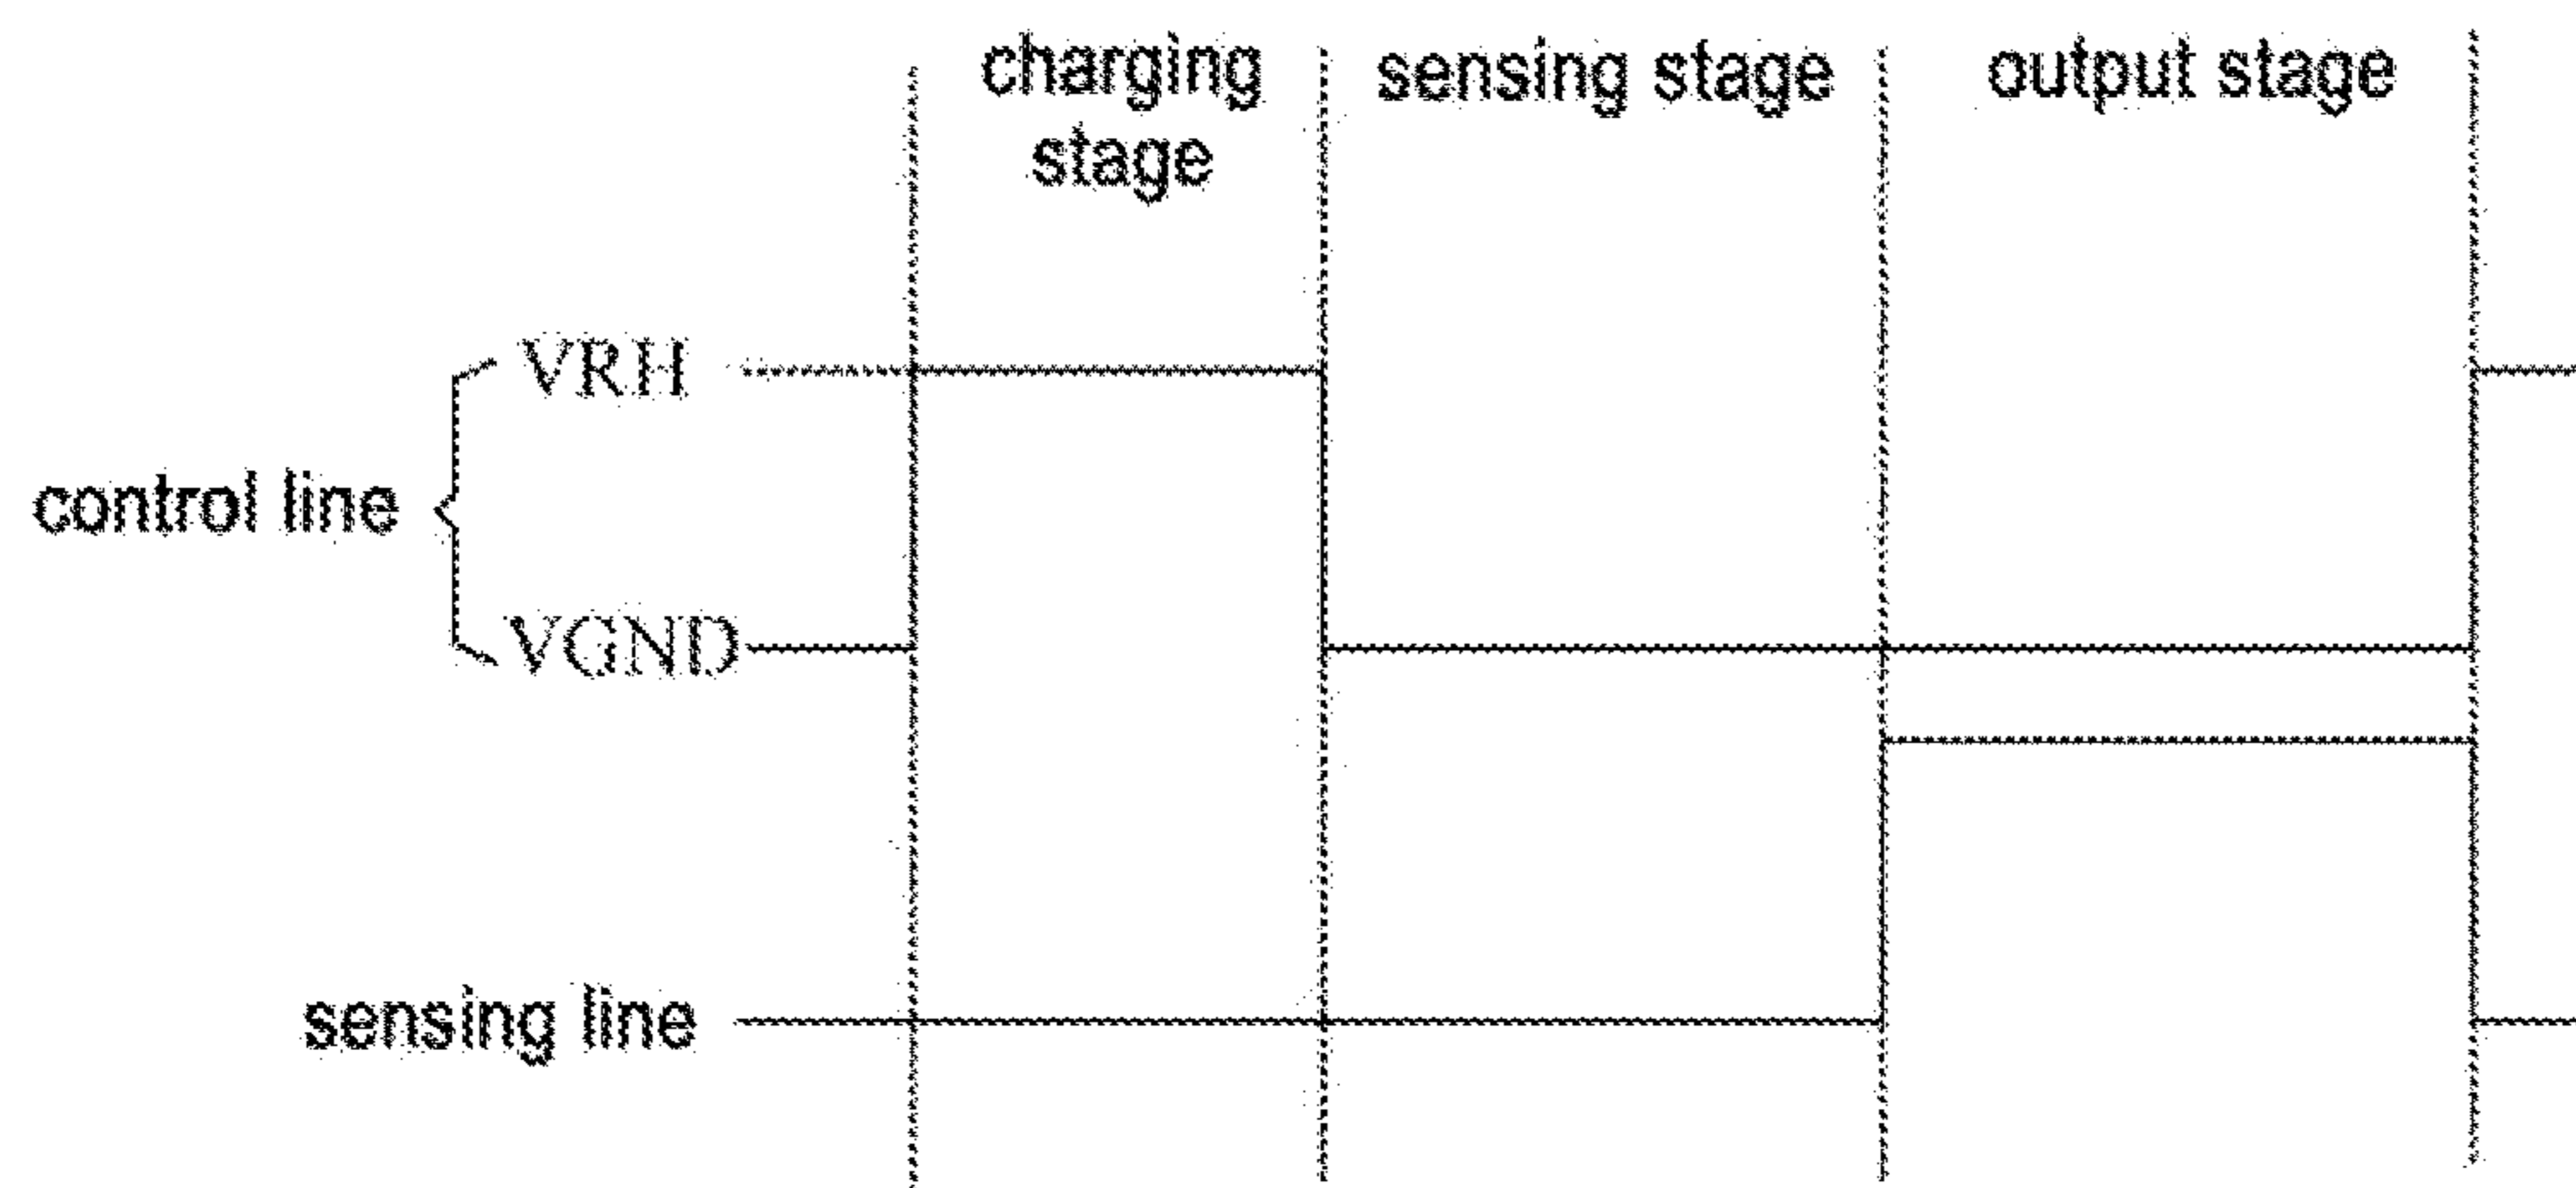 charging
stage
sensing stage
output stage
VRH
control line
VGND
sensing line